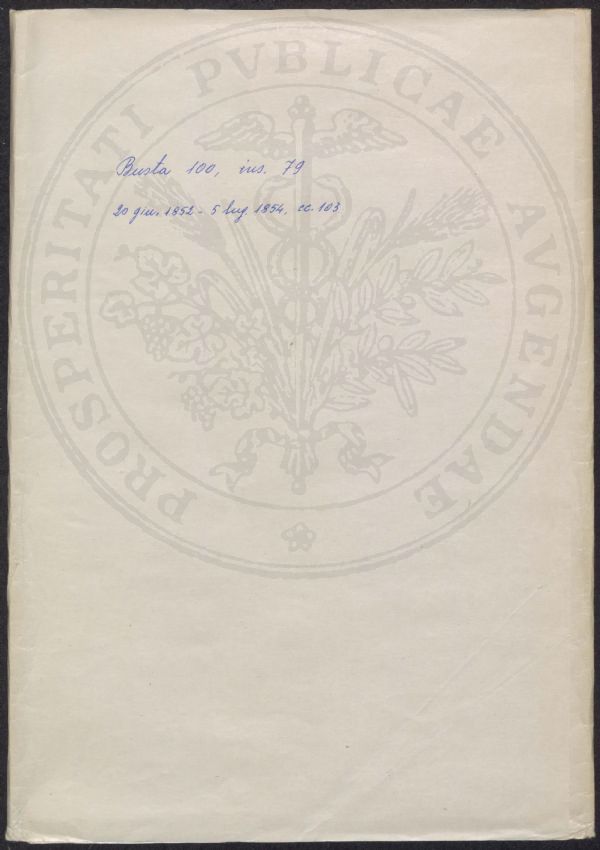 PROSPERITATI PVBLICAE AVGENDAE
Busta 100, ins. 79
20 giu. 1852 - 5 lug. 1854, cc. 103